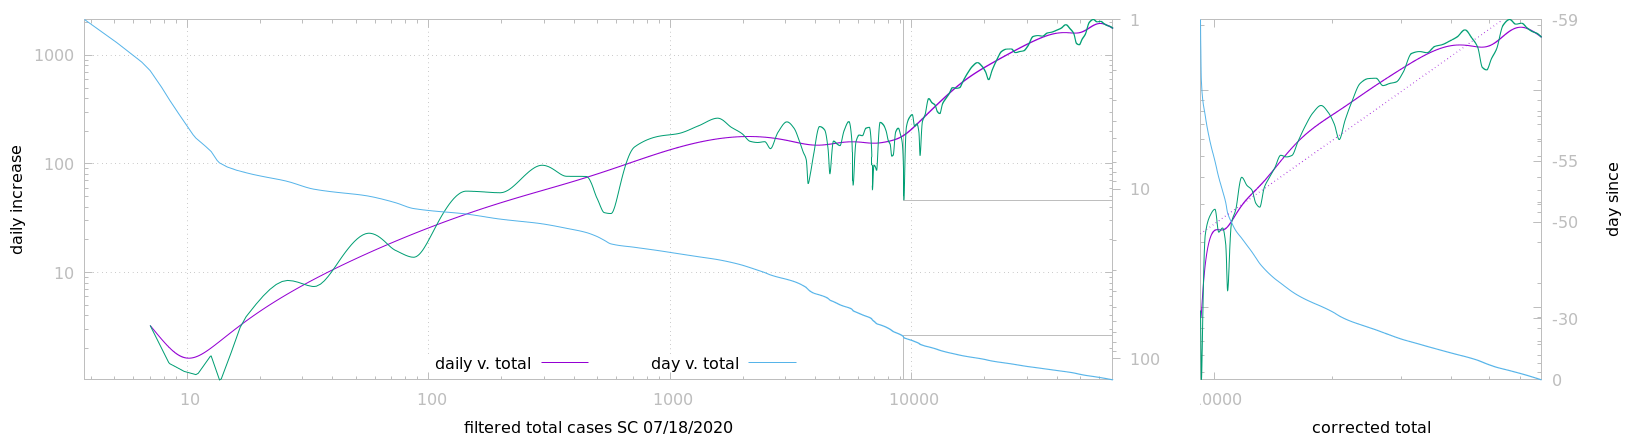 1000
100
10
daily increase
10
100
1000
10000
filtered total cases SC 07/18/2020
daily v. total
day v. total
1
10
100
.0000
corrected total
-59
-55
-50
-30
0
day since